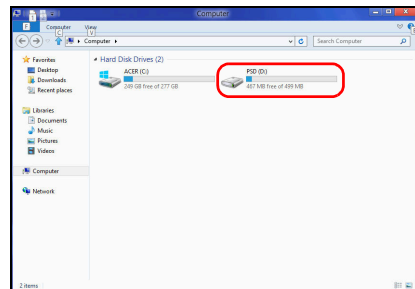 Computer
F
Computer
View
C
V
Computer
Search Computer
Favorites
Desktop
Downloads
Recent places
Libraries
Documents
Music
Pictures
Videos
Computer
Network
Hard Disk Drives (2)
ACER (C:)
249 GB free of 277 GB
PSD (D:)
467 MB free of 499 MB
2 items